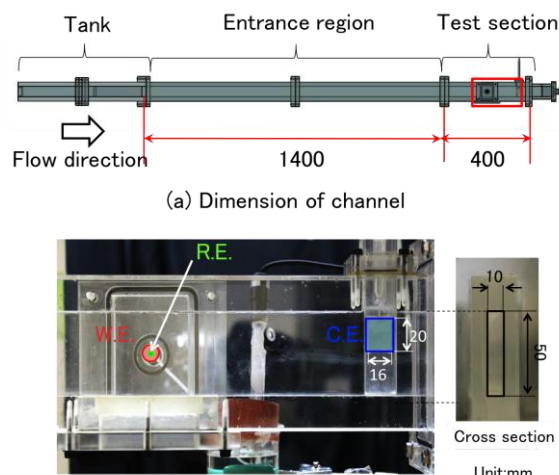 Tank Entrance region Test section
Flow direction
1400
400
(a) Dimension of channel
R.E.
W.E.
C.E.
20
16
10
50
Cross section
Unit:mm